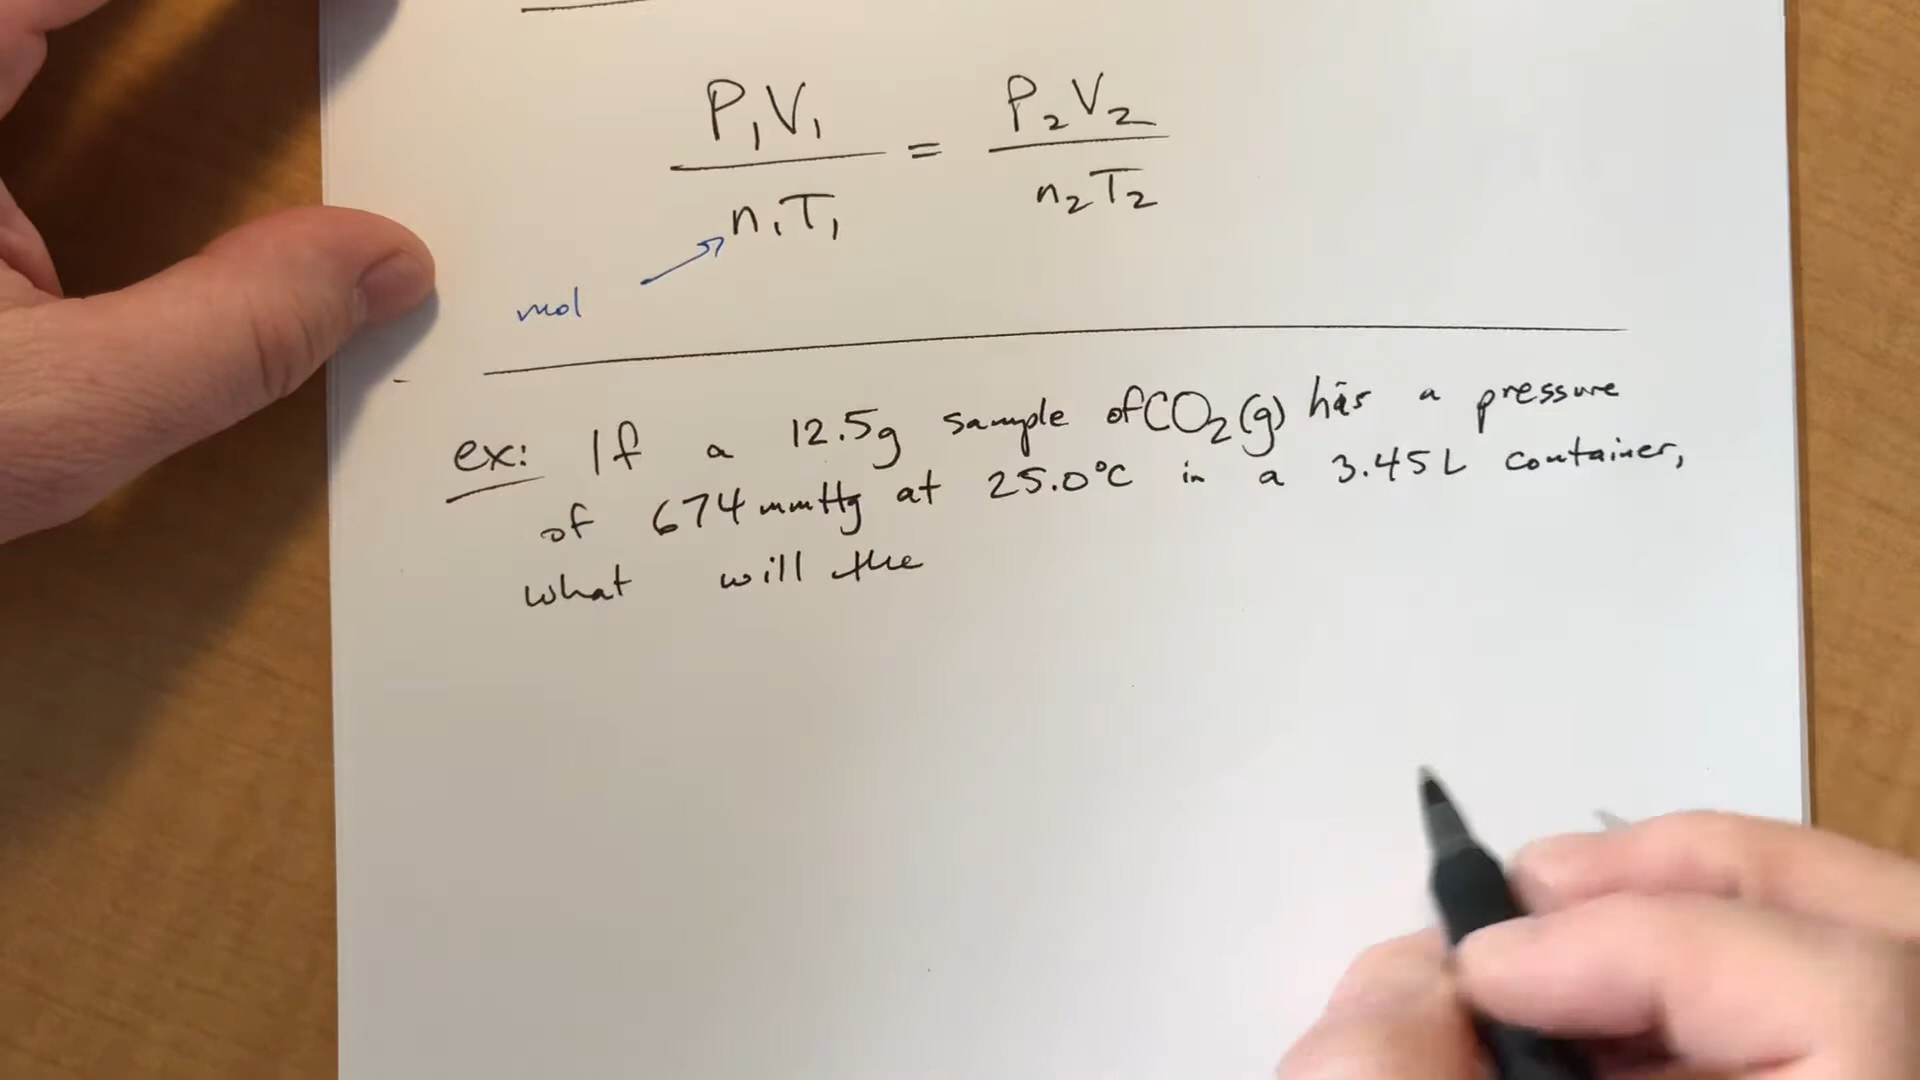 P₁V₁ / n₁T₁ = P₂V₂ / n₂T₂
mol
ex: If a 12.5g sample of CO₂(g) has a pressure
of 674 mmHg at 25.0°C in a 3.45L container,
what will the